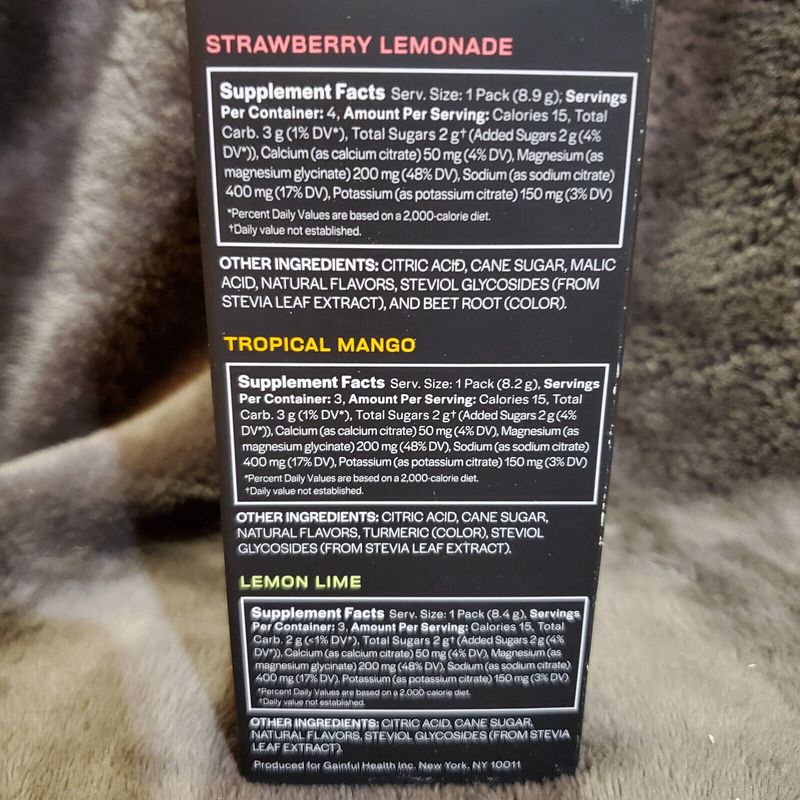 STRAWBERRY LEMONADE
Supplement Facts Serv. Size: 1 Pack (8.9 g), Servings
Per Container: 4, Amount Per Serving: Calories 15, Total
Carb. 3 g (1% DV*), Total Sugars 2 g† (Added Sugars 2 g (4%
DV*)), Calcium (as calcium citrate) 50 mg (4% DV), Magnesium (as
magnesium glycinate) 200 mg (48% DV), Sodium (as sodium citrate)
400 mg (17% DV), Potassium (as potassium citrate) 150 mg (3% DV)
*Percent Daily Values are based on a 2,000-calorie diet.
†Daily value not established.
OTHER INGREDIENTS: CITRIC ACID, CANE SUGAR, MALIC
ACID, NATURAL FLAVORS, STEVIOL GLYCOSIDES (FROM
STEVIA LEAF EXTRACT), AND BEET ROOT (COLOR).
TROPICAL MANGO
Supplement Facts Serv. Size: 1 Pack (8.2 g), Servings
Per Container: 3, Amount Per Serving: Calories 15, Total
Carb. 3 g (1% DV*), Total Sugars 2 g† (Added Sugars 2 g (4%
DV*)), Calcium (as calcium citrate) 50 mg (4% DV), Magnesium (as
magnesium glycinate) 200 mg (48% DV), Sodium (as sodium citrate)
400 mg (17% DV), Potassium (as potassium citrate) 150 mg (3% DV)
*Percent Daily Values are based on a 2,000-calorie diet.
†Daily value not established.
OTHER INGREDIENTS: CITRIC ACID, CANE SUGAR,
NATURAL FLAVORS, TURMERIC (COLOR), STEVIOL
GLYCOSIDES (FROM STEVIA LEAF EXTRACT).
LEMON LIME
Supplement Facts Serv. Size: 1 Pack (8.4 g), Servings
Per Container: 3, Amount Per Serving: Calories 15, Total
Carb. 2 g (<1% DV*), Total Sugars 2 g† (Added Sugars 2 g (4%
DV*)), Calcium (as calcium citrate) 50 mg (4% DV), Magnesium (as
magnesium glycinate) 200 mg (48% DV), Sodium (as sodium citrate)
400 mg (17% DV), Potassium (as potassium citrate) 150 mg (3% DV)
*Percent Daily Values are based on a 2,000-calorie diet.
†Daily value not established.
OTHER INGREDIENTS: CITRIC ACID, CANE SUGAR,
NATURAL FLAVORS, STEVIOL GLYCOSIDES (FROM STEVIA
LEAF EXTRACT).
Produced for Gainful Health Inc. New York, NY 10011